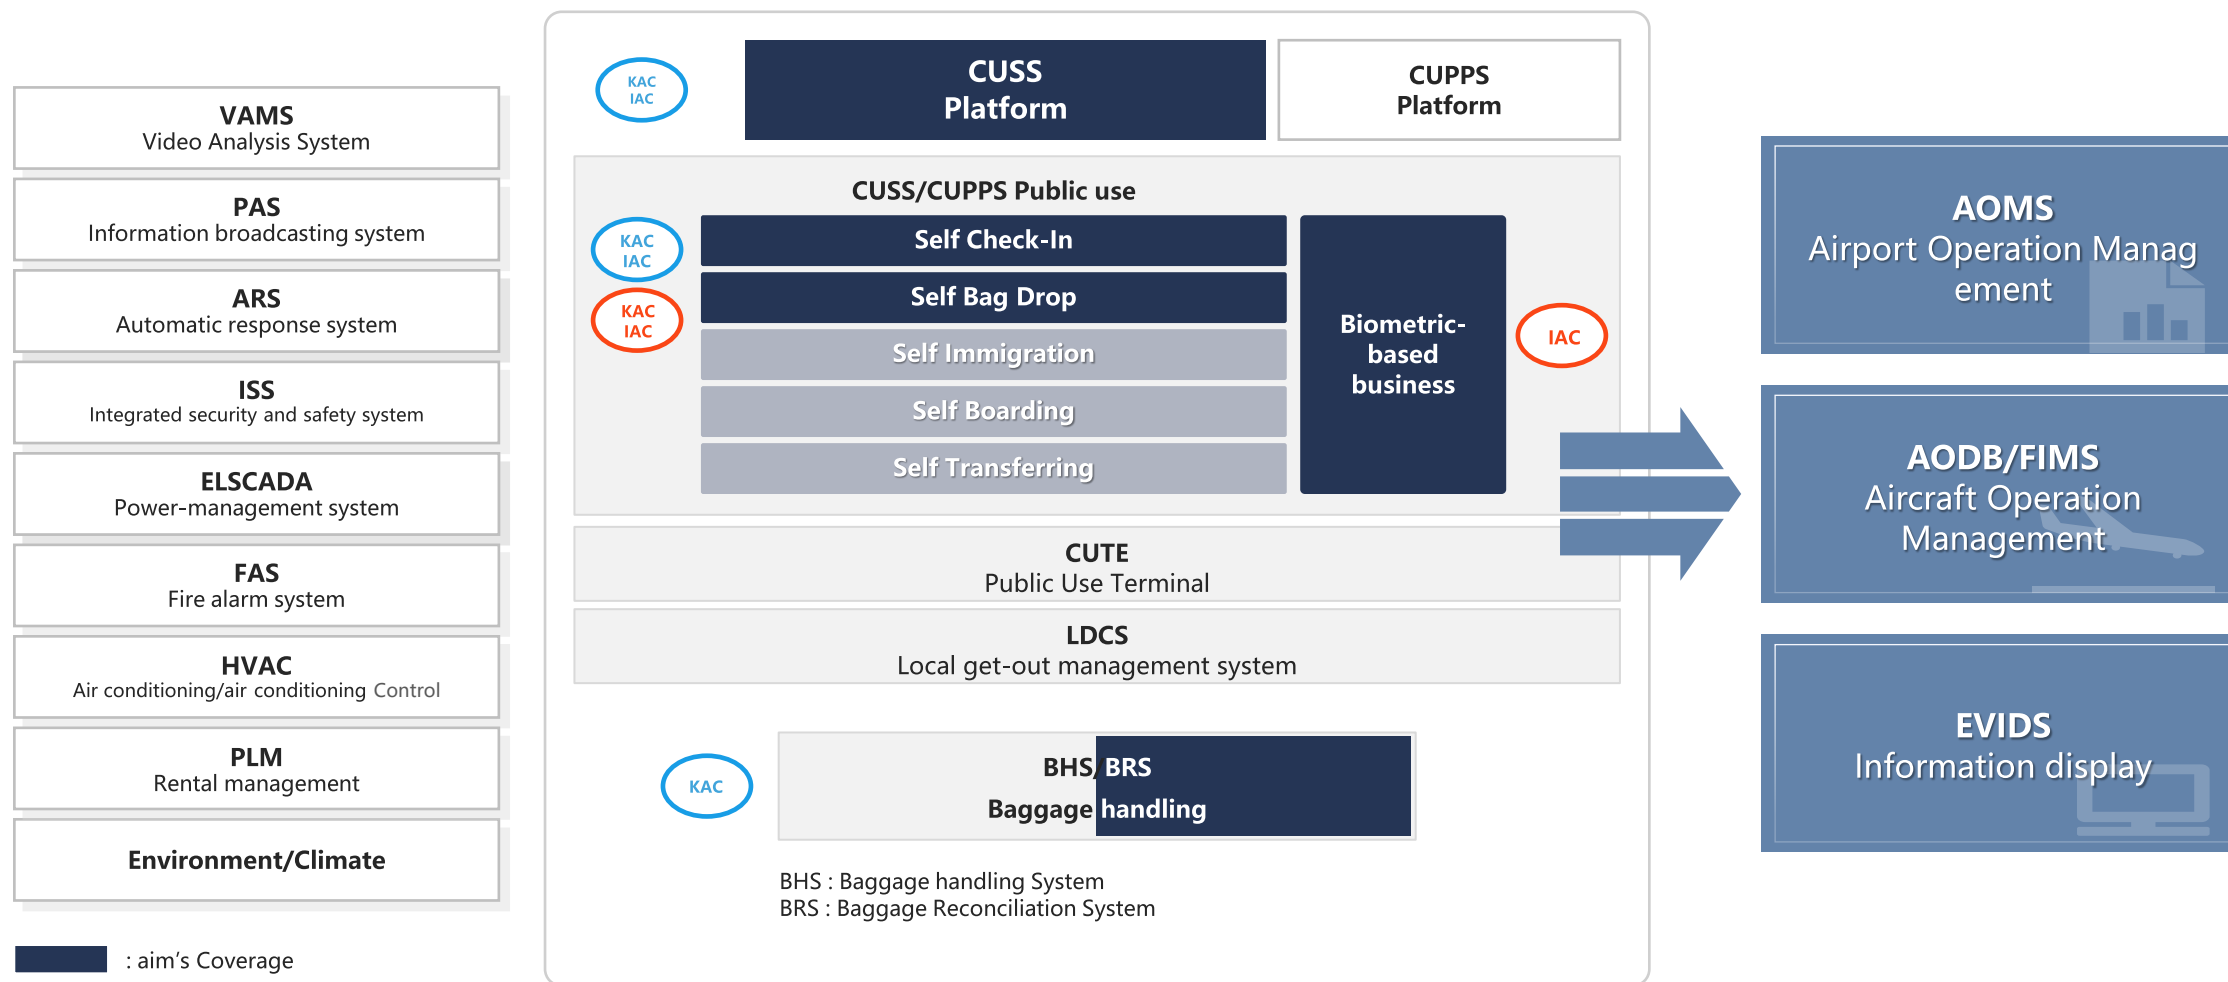 VAMS
Video Analysis System
PAS
Information broadcasting system
ARS
Automatic response system
ISS
Integrated security and safety system
ELSCADA
Power-management system
FAS
Fire alarm system
HVAC
Air conditioning/air conditioning Control
PLM
Rental management
Environment/Climate
: aim's Coverage
KAC
IAC
CUSS
Platform
CUPPS
Platform
CUSS/CUPPS Public use
KAC
IAC
KAC
IAC
Self Check-In
Self Bag Drop
Self Immigration
Self Boarding
Self Transferring
Biometric-
based
business
IAC
CUTE
Public Use Terminal
LDCS
Local get-out management system
KAC
BHS/BRS
Baggage handling
BHS : Baggage handling System
BRS : Baggage Reconciliation System
AOMS
Airport Operation Manag
ement
AODB/FIMS
Aircraft Operation
Management
EVIDS
Information display